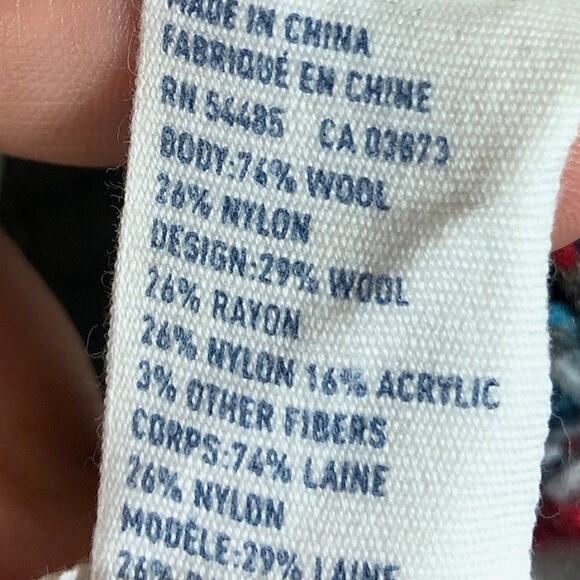 MADE IN CHINA
FABRIQUÉ EN CHINE
RN 54485 CA 03673
BODY:74% WOOL
26% NYLON
DESIGN:29% WOOL
26% RAYON
26% NYLON 16% ACRYLIC
3% OTHER FIBERS
CORPS:74% LAINE
26% NYLON
MODÈLE:29% LAINE
26%